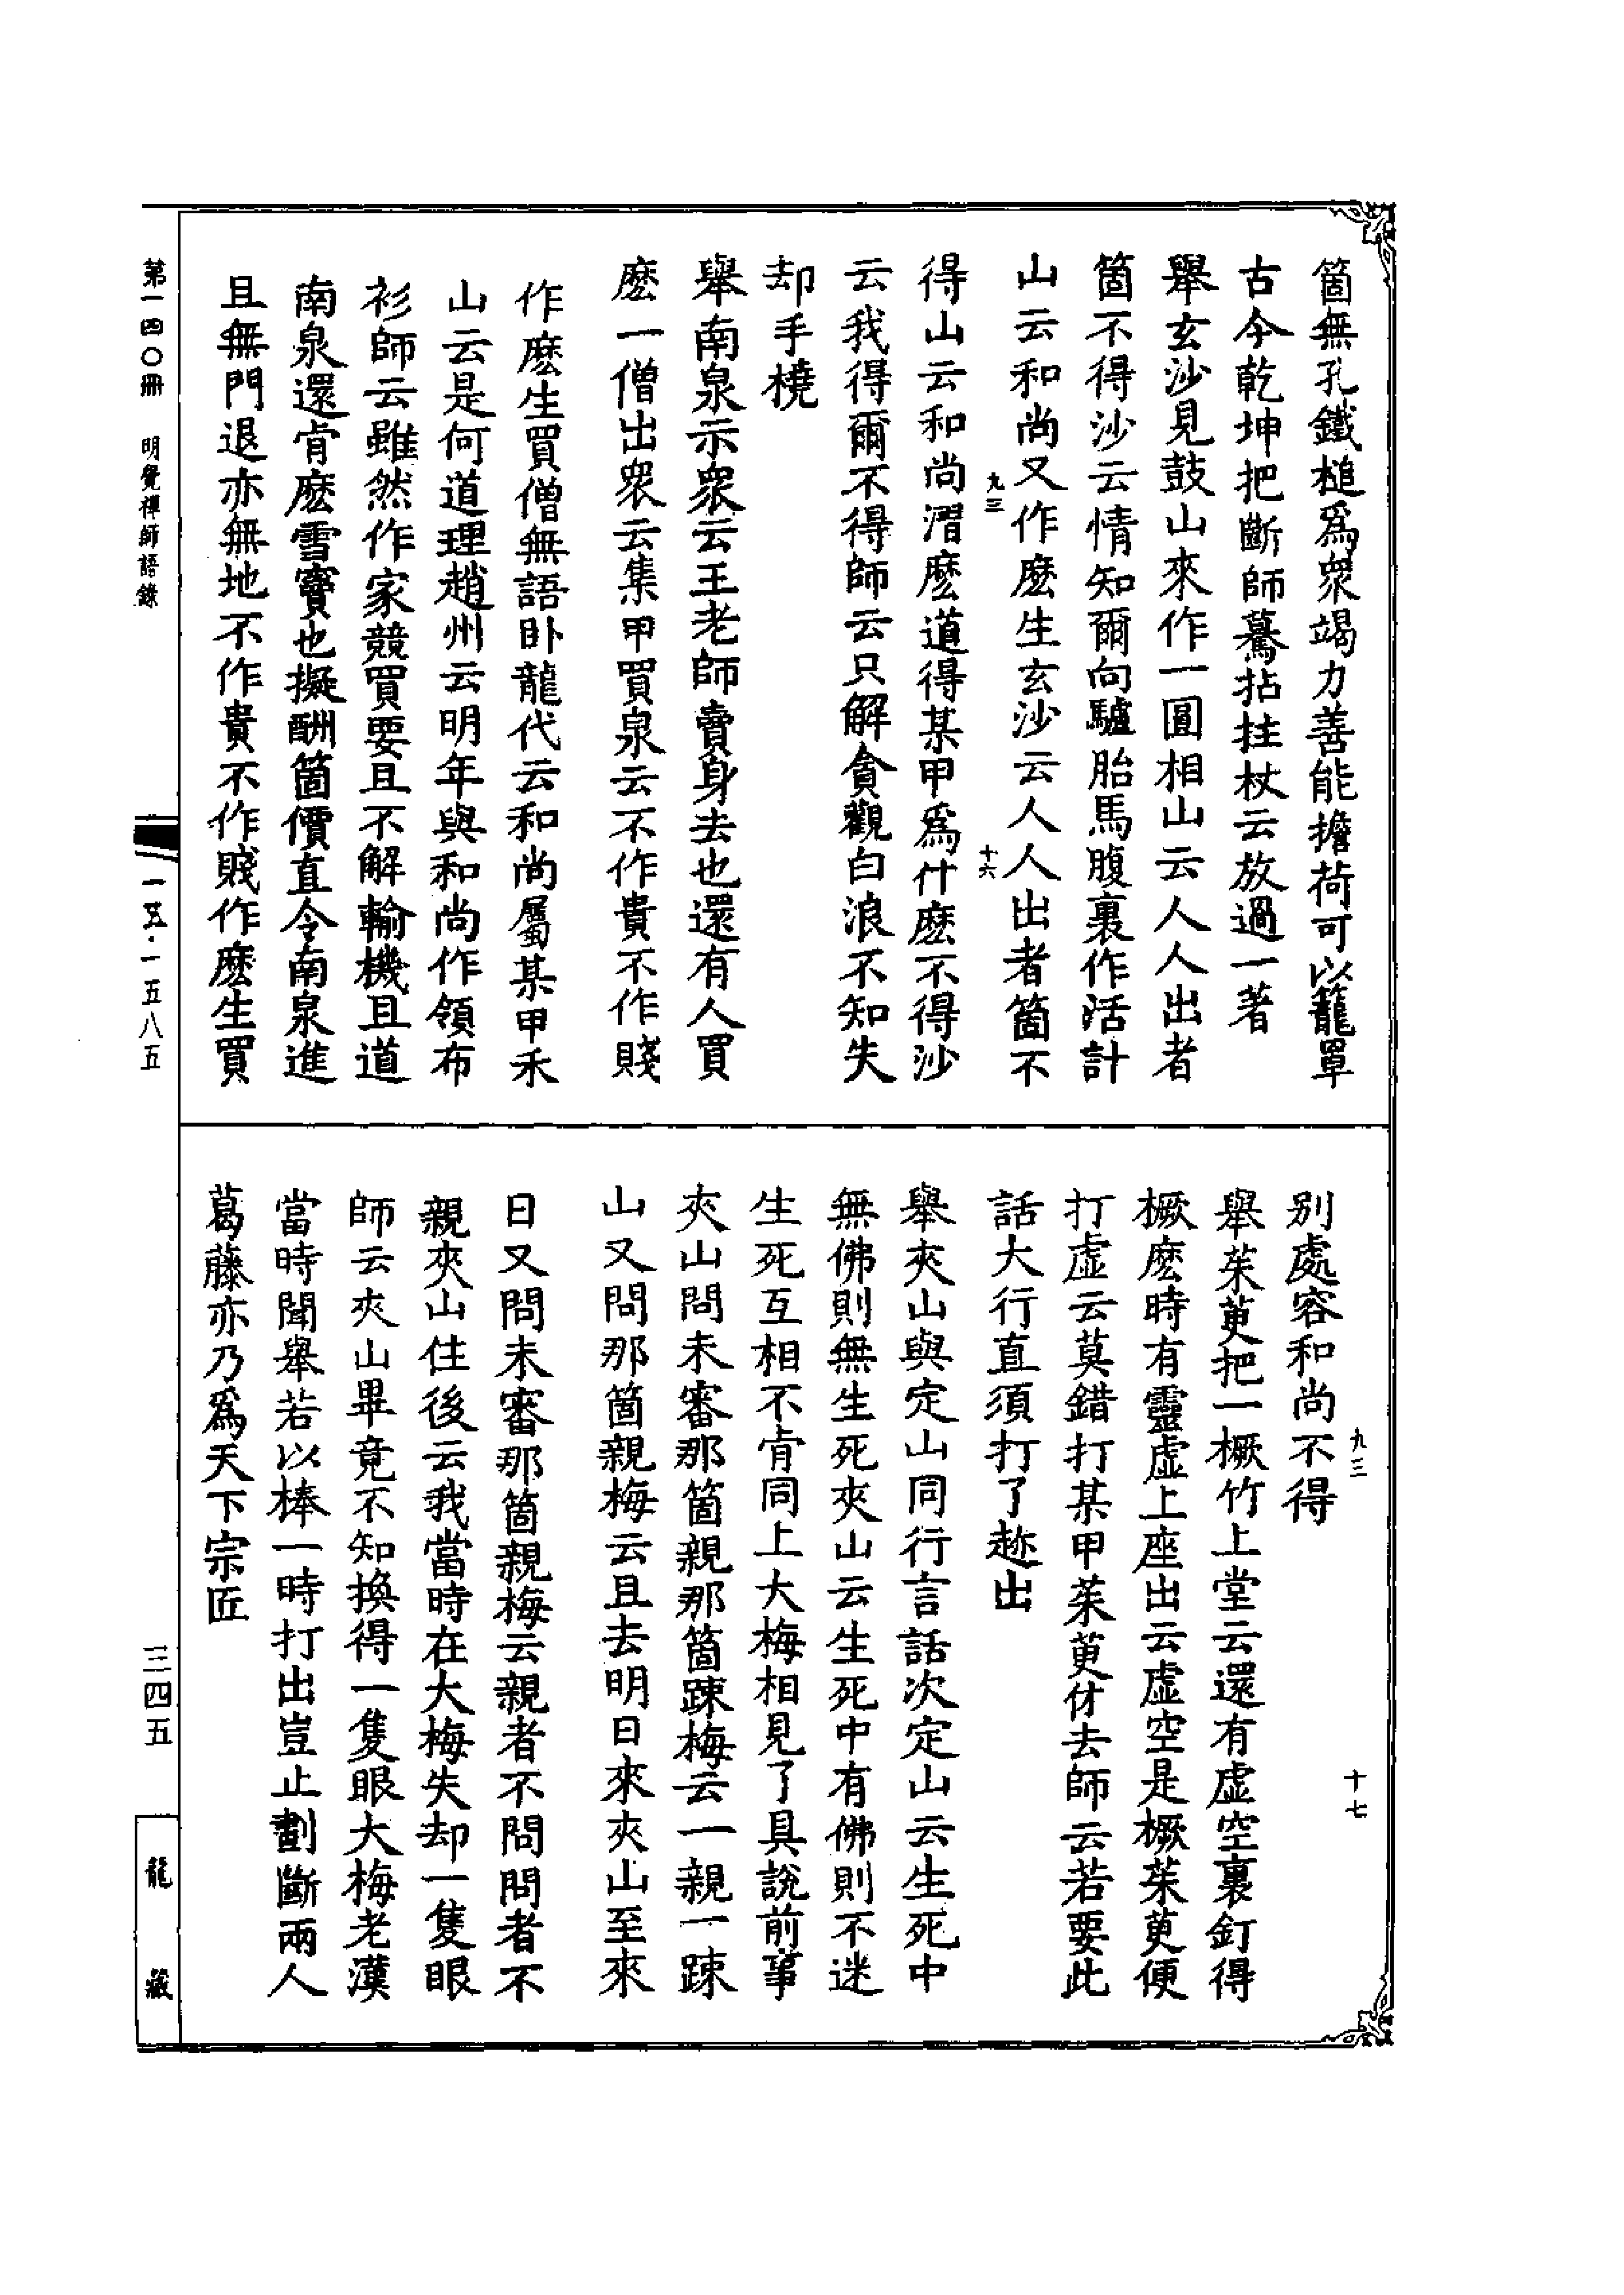 箇無孔鐵槌爲衆竭力善能擔荷可以籠罩
古今乾坤把斷師驀拈拄杖云放過一著
舉玄沙見鼓山來作一圓相山云人人出者
箇不得沙云情知爾向驢胎馬腹裏作活計
山云和尚又作麽生玄沙云人人出者箇不
九三
十六
得山云和尚㵎麽道得某甲爲什麽不得沙
云我得爾不得師云只解貪觀白浪不知失
却手橈
舉南泉示衆云王老師賣身去也還有人買
麽一僧出衆云集甲買泉云不作貴不作賤
作麽生買僧無語卧龍代云和尚屬某甲禾
山云是何道理趙州云明年與和尚作領布
衫師云雖然作家競買要且不解輸機且道
南泉還肯麽雪竇也擬酬箇價直令南泉進
且無門退亦無地不作貴不作賤作麽生買
別處容和尚不得
九三
十七
舉茱萸把一橛竹上堂云還有虛空裏釘得
橛麽時有靈虛上座出云虛空是橛茱萸便
打虛云莫錯打某甲茱萸休去師云若要此
話大行直須打了趂出
舉夾山與定山同行言話次定山云生死中
無佛則無生死夾山云生死中有佛則不迷
生死互相不肯同上大梅相見了具說前事
夾山問未審那箇親那箇踈梅云一親一踈
山又問那箇親梅云且去明日來夾山至來
日又問未審那箇親梅云親者不問問者不
親夾山住後云我當時在大梅失却一隻眼
師云夾山畢竟不知換得一隻眼大梅老漢
當時聞舉若以棒一時打出豈止劃斷兩人
葛藤亦乃爲天下宗匠
第一四〇冊 明覺禪師語錄
一五·一五八五
三四五
龍藏